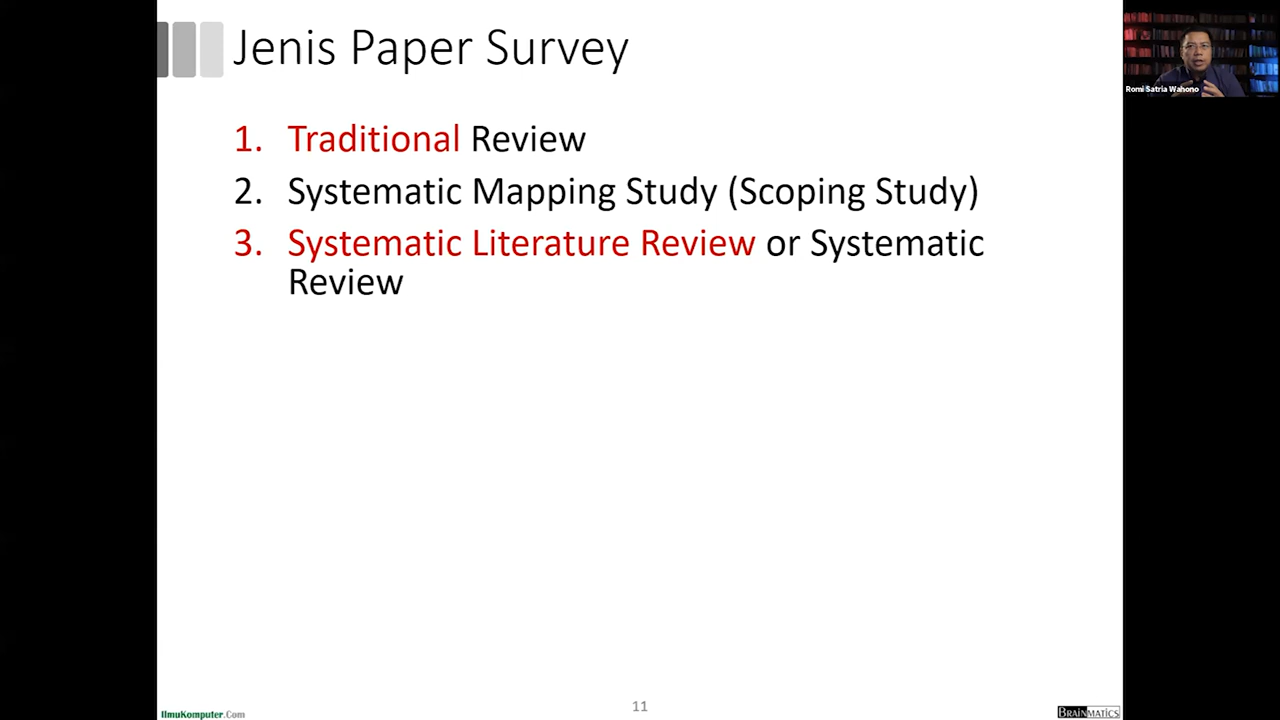 Jenis Paper Survey
Romi Satria Wahono
1. Traditional Review
2. Systematic Mapping Study (Scoping Study)
3. Systematic Literature Review or Systematic
Review
IlmuKomputer.Com
11
BRAINMATICS